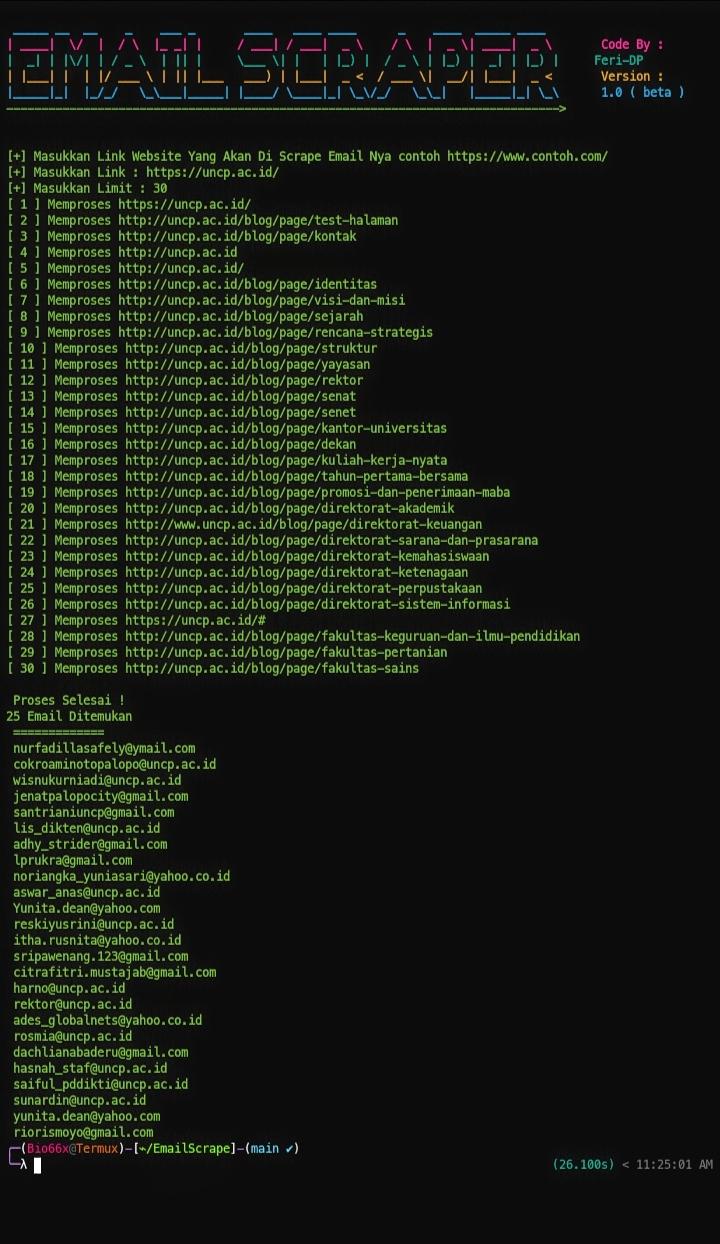 EMAIL SCRAPER
Code By :
Feri-DP
Version :
1.0 ( beta )
[+] Masukkan Link Website Yang Akan Di Scrape Email Nya contoh https://www.contoh.com/
[+] Masukkan Link : https://uncp.ac.id/
[+] Masukkan Limit : 30
[ 1 ] Memproses https://uncp.ac.id/
[ 2 ] Memproses http://uncp.ac.id/blog/page/test-halaman
[ 3 ] Memproses http://uncp.ac.id/blog/page/kontak
[ 4 ] Memproses http://uncp.ac.id
[ 5 ] Memproses http://uncp.ac.id/
[ 6 ] Memproses http://uncp.ac.id/blog/page/identitas
[ 7 ] Memproses http://uncp.ac.id/blog/page/visi-dan-misi
[ 8 ] Memproses http://uncp.ac.id/blog/page/sejarah
[ 9 ] Memproses http://uncp.ac.id/blog/page/rencana-strategis
[ 10 ] Memproses http://uncp.ac.id/blog/page/struktur
[ 11 ] Memproses http://uncp.ac.id/blog/page/yayasan
[ 12 ] Memproses http://uncp.ac.id/blog/page/rektor
[ 13 ] Memproses http://uncp.ac.id/blog/page/senat
[ 14 ] Memproses http://uncp.ac.id/blog/page/senet
[ 15 ] Memproses http://uncp.ac.id/blog/page/kantor-universitas
[ 16 ] Memproses http://uncp.ac.id/blog/page/dekan
[ 17 ] Memproses http://uncp.ac.id/blog/page/kuliah-kerja-nyata
[ 18 ] Memproses http://uncp.ac.id/blog/page/tahun-pertama-bersama
[ 19 ] Memproses http://uncp.ac.id/blog/page/promosi-dan-penerimaan-maba
[ 20 ] Memproses http://uncp.ac.id/blog/page/direktorat-akademik
[ 21 ] Memproses http://www.uncp.ac.id/blog/page/direktorat-keuangan
[ 22 ] Memproses http://uncp.ac.id/blog/page/direktorat-sarana-dan-prasarana
[ 23 ] Memproses http://uncp.ac.id/blog/page/direktorat-kemahasiswaan
[ 24 ] Memproses http://uncp.ac.id/blog/page/direktorat-ketenagaan
[ 25 ] Memproses http://uncp.ac.id/blog/page/direktorat-perpustakaan
[ 26 ] Memproses http://uncp.ac.id/blog/page/direktorat-sistem-informasi
[ 27 ] Memproses https://uncp.ac.id/#
[ 28 ] Memproses http://uncp.ac.id/blog/page/fakultas-keguruan-dan-ilmu-pendidikan
[ 29 ] Memproses http://uncp.ac.id/blog/page/fakultas-pertanian
[ 30 ] Memproses http://uncp.ac.id/blog/page/fakultas-sains
Proses Selesai !
25 Email Ditemukan
=============
nurfadillasafely@ymail.com
cokroaminotopalopo@uncp.ac.id
wisnukurniadi@uncp.ac.id
jenatpalopocity@gmail.com
santrianiuncp@gmail.com
lis_dikten@uncp.ac.id
adhy_strider@gmail.com
lprukra@gmail.com
noriangka_yuniasari@yahoo.co.id
aswar_anas@uncp.ac.id
Yunita.dean@yahoo.com
reskiyusrini@uncp.ac.id
itha.rusnita@yahoo.co.id
sripawenang.123@gmail.com
citrafitri.mustajab@gmail.com
harno@uncp.ac.id
rektor@uncp.ac.id
ades_globalnets@yahoo.co.id
rosmia@uncp.ac.id
dachlianabaderu@gmail.com
hasnah_staf@uncp.ac.id
saiful_pddikti@uncp.ac.id
sunardin@uncp.ac.id
yunita.dean@yahoo.com
riorismoyo@gmail.com
(Bio66x@Termux)-[~/EmailScrape]-(main ✔)
λ (26.100s) < 11:25:01 AM